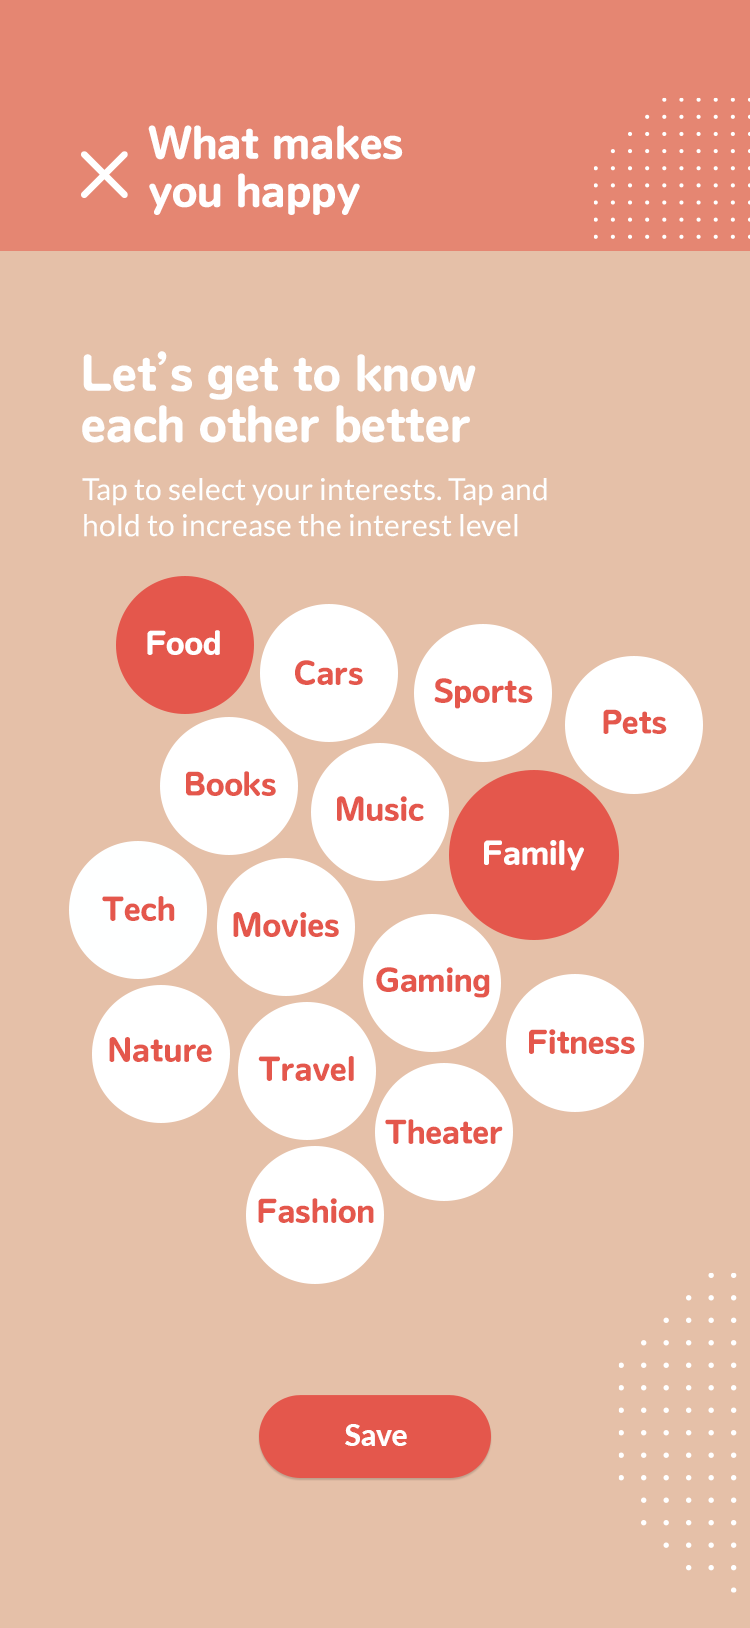 What makes
you happy
Let's get to know
each other better
Tap to select your interests. Tap and
hold to increase the interest level
Food
Cars
Sports
Pets
Books
Music
Family
Tech
Movies
Gaming
Nature
Travel
Fitness
Theater
Fashion
Save